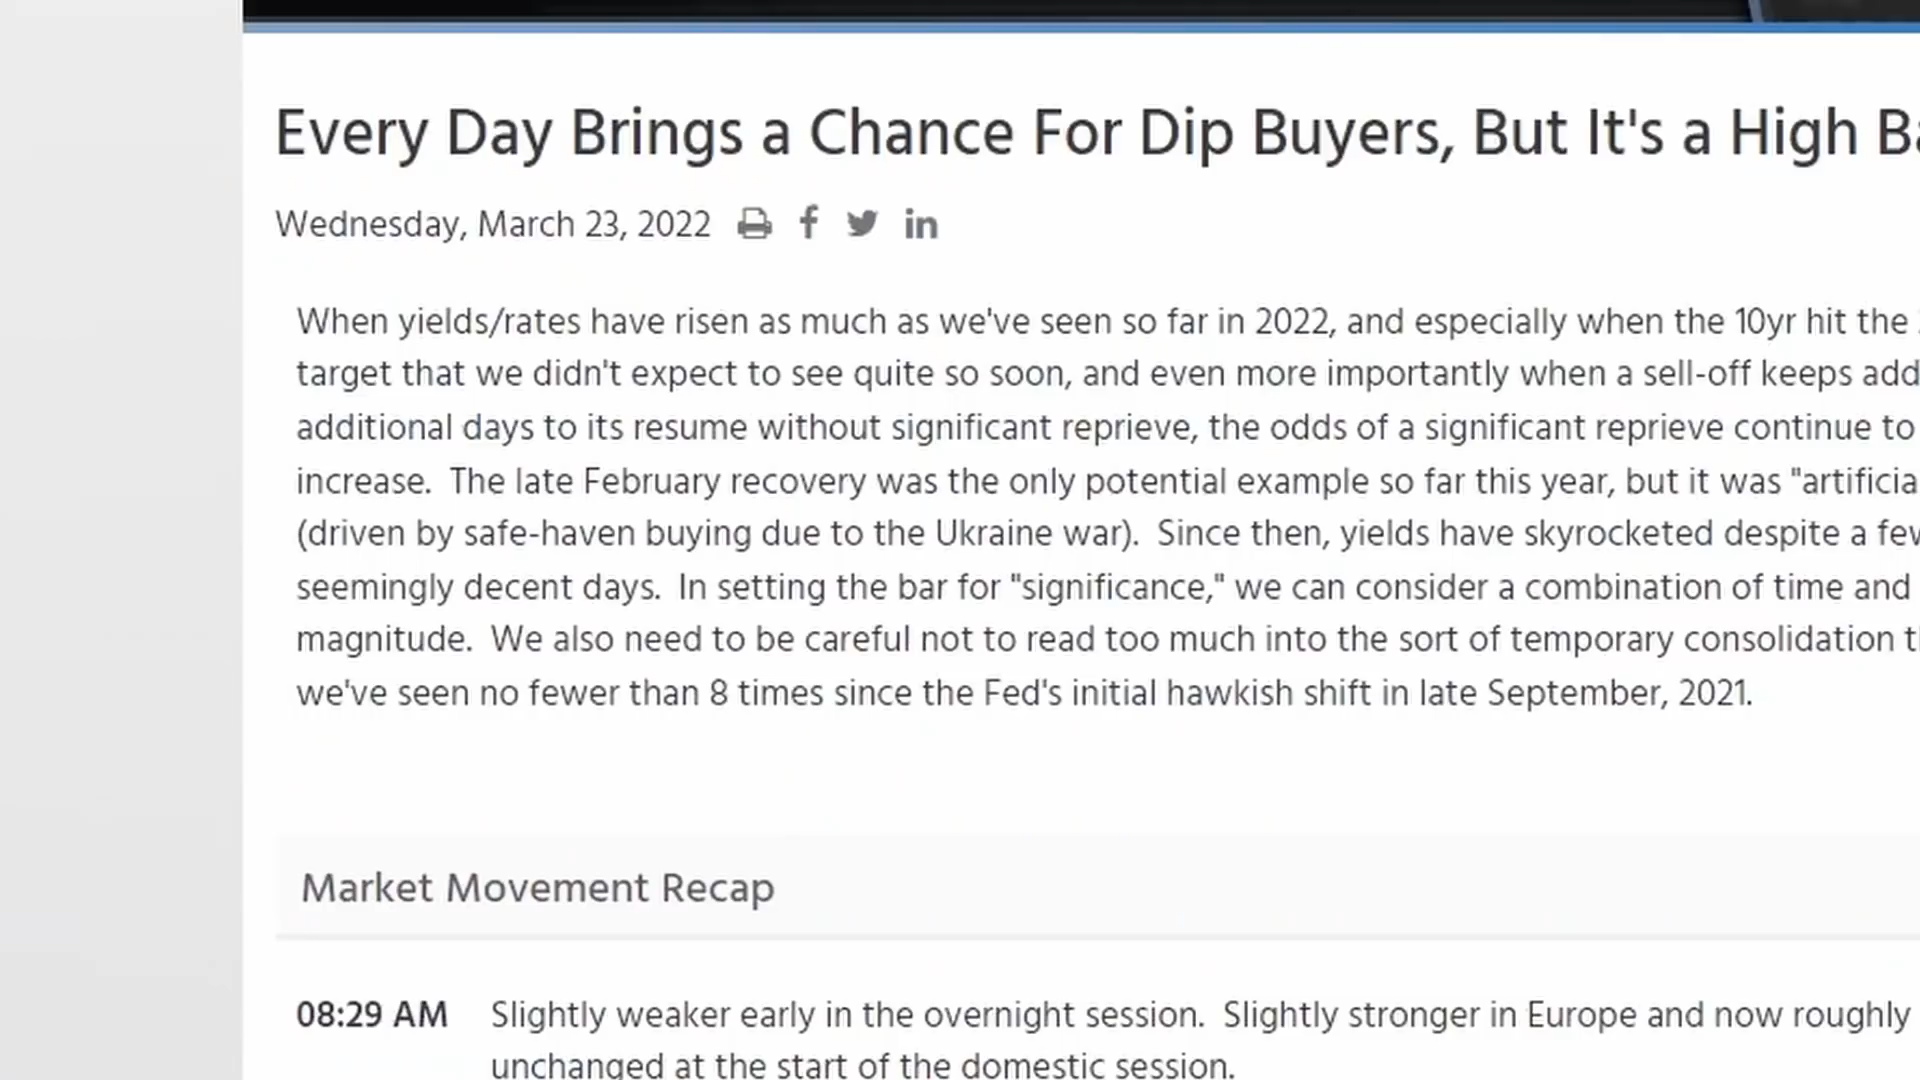 Every Day Brings a Chance For Dip Buyers, But It's a High
Wednesday, March 23, 2022
When yields/rates have risen as much as we've seen so far in 2022, and especially when the 10yr hit the
target that we didn't expect to see quite so soon, and even more importantly when a sell-off keeps
additional days to its resume without significant reprieve, the odds of a significant reprieve continue to
increase. The late February recovery was the only potential example so far this year, but it was
(driven by safe-haven buying due to the Ukraine war). Since then, yields have skyrocketed despite a
seemingly decent days. In setting the bar for "significance," we can consider a combination of time and
magnitude. We also need to be careful not to read too much into the sort of temporary consolidation
we've seen no fewer than 8 times since the Fed's initial hawkish shift in late September, 2021.
Market Movement Recap
08:29 AM Slightly weaker early in the overnight session. Slightly stronger in Europe and now roughly
unchanged at the start of the domestic session.